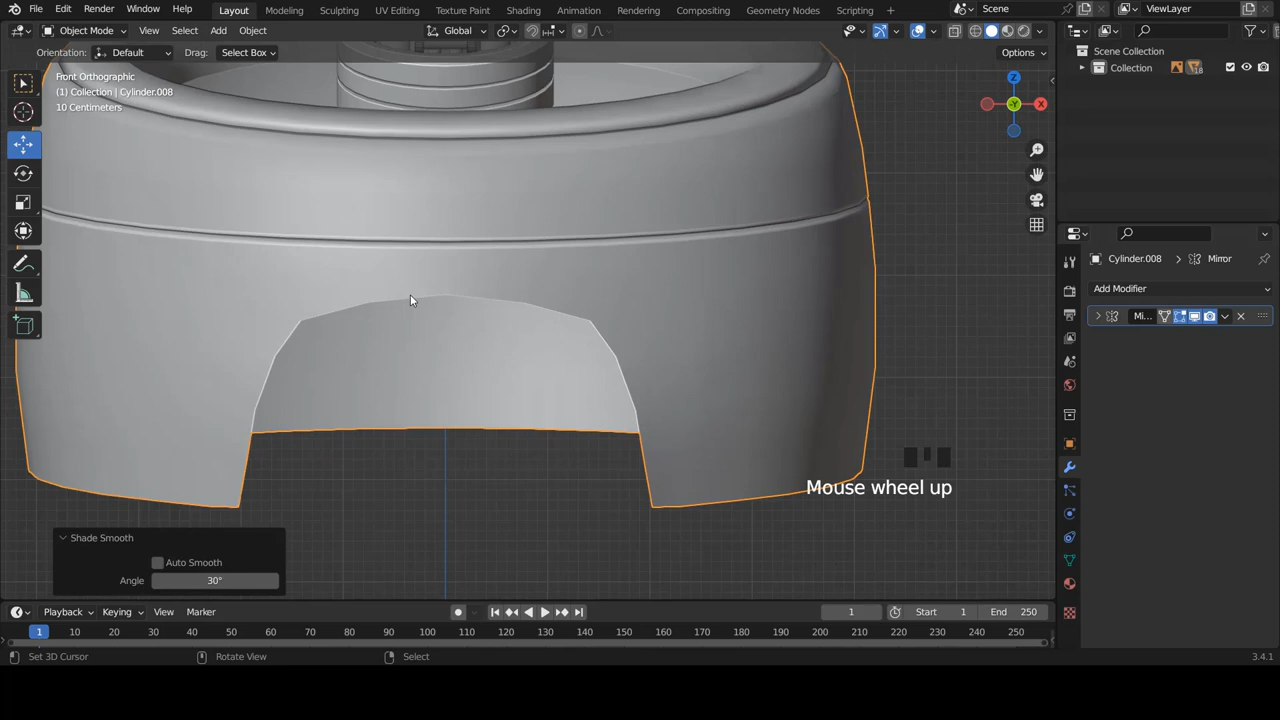 File Edit Render Window Help Layout Modeling Sculpting UV Editing Texture Paint Shading Animation Rendering Compositing Geometry Nodes Scripting + Scene ViewLayer
Object Mode View Select Add Object Global
Orientation: Default Drag: Select Box Options
Front Orthographic
(1) Collection | Cylinder.008
10 Centimeters
Z
X
Y
Scene Collection
Collection 18
Cylinder.008 > Mirror
Add Modifier
Mi...
Mouse wheel up
Shade Smooth
Auto Smooth
Angle 30°
Playback Keying View Marker 1 Start 1 End 250
1 10 20 30 40 50 60 70 80 90 100 110 120 130 140 150 160 170 180 190 200 210 220 230 240 250
Set 3D Cursor Rotate View Select 3.4.1